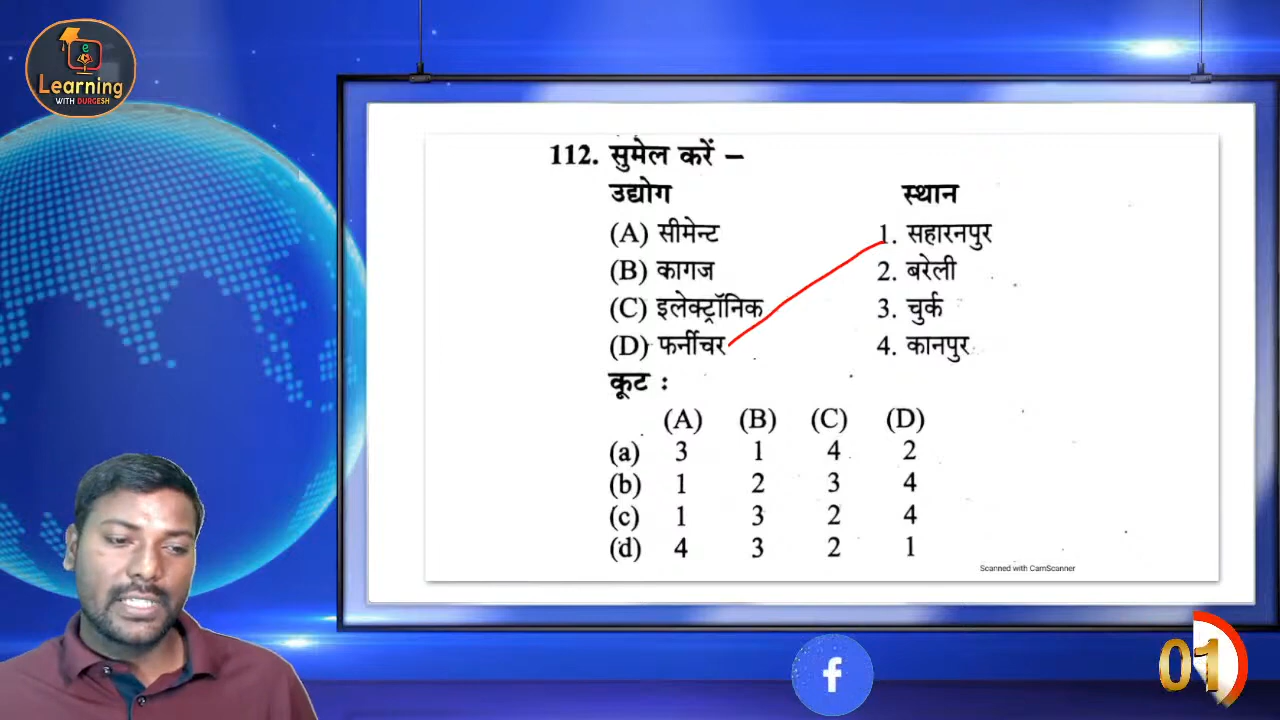 e
Learning
WITH DURGESH
112. सुमेल करें –
उद्योग स्थान
(A) सीमेन्ट 1. सहारनपुर
(B) कागज 2. बरेली
(C) इलेक्ट्रॉनिक 3. चुर्क
(D) फर्नीचर 4. कानपुर
कूट :
(A) (B) (C) (D)
(a) 3 1 4 2
(b) 1 2 3 4
(c) 1 3 2 4
(d) 4 3 2 1
Scanned with CamScanner
f
01